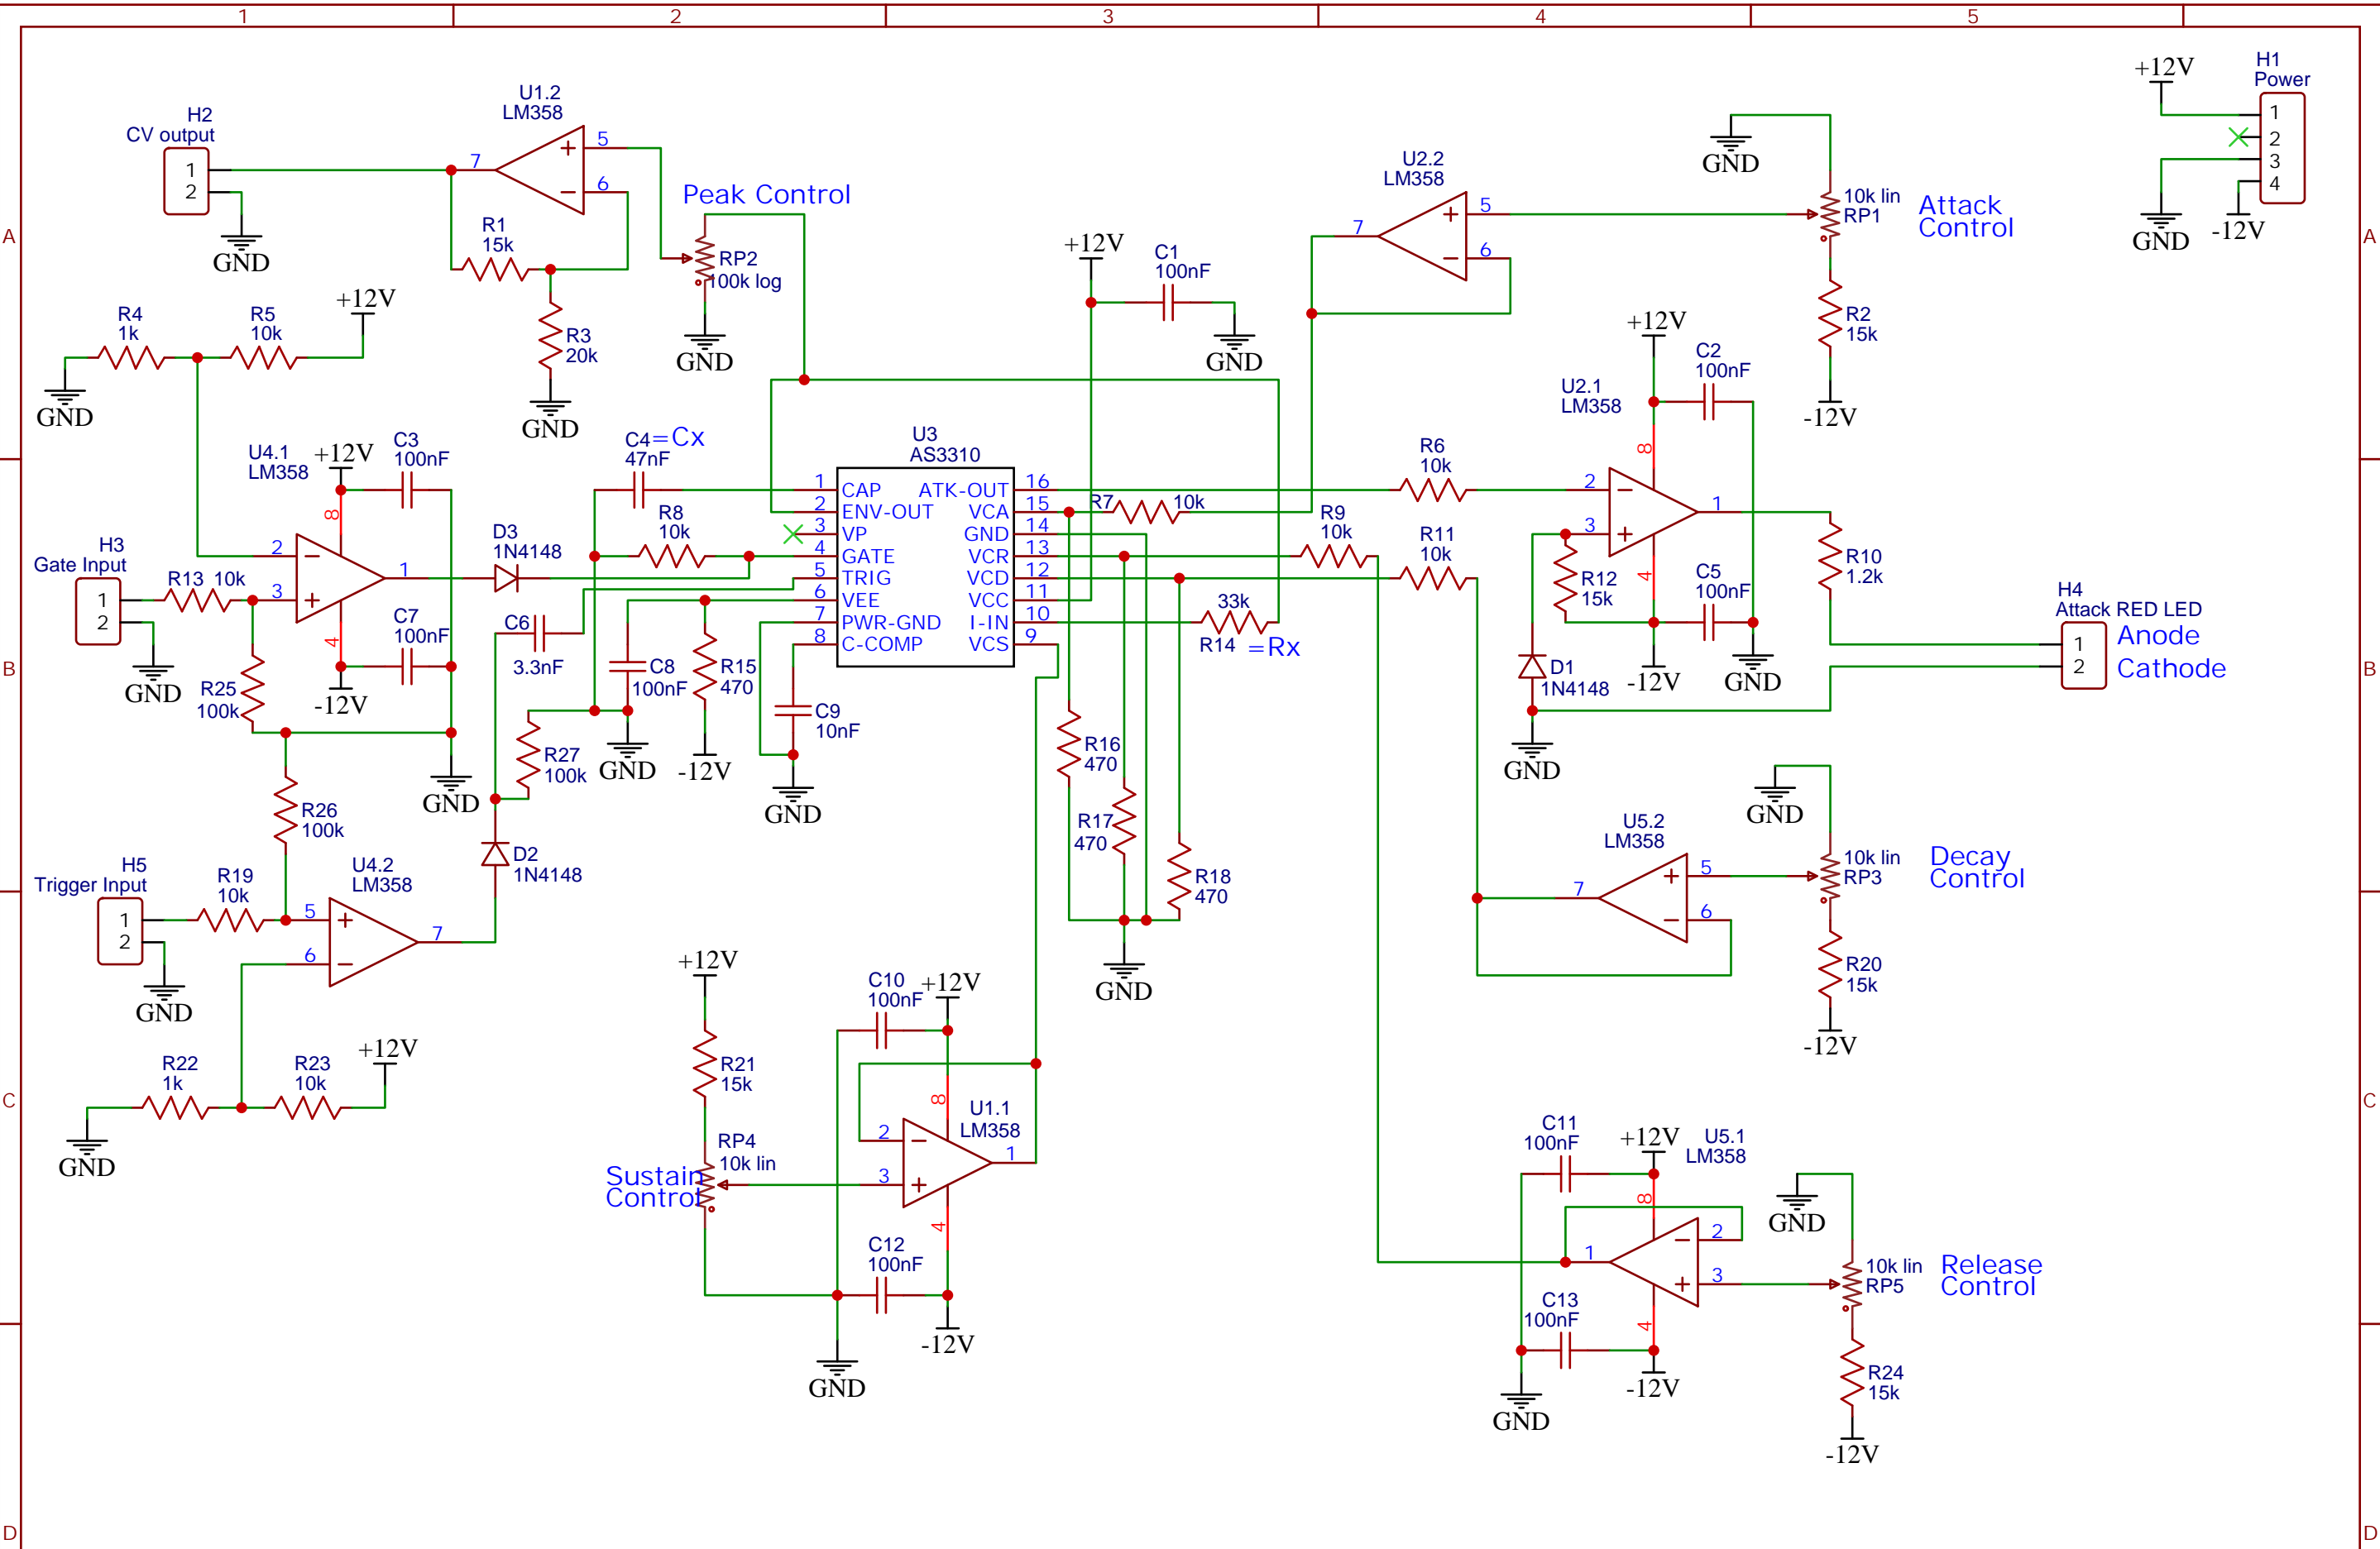 1 2 3 4 5
A
A
B
B
C
C
D
D
H1
Power
+12V
1
2
3
4
GND
-12V
H2
CV output
1
2
GND
U1.2
LM358
7
5
6
R1
15k
R3
20k
GND
Peak Control
RP2
100k log
GND
R4
1k
R5
10k
+12V
GND
U4.1
LM358
+12V
C3
100nF
8
2
3
1
4
C7
100nF
-12V
H3
Gate Input
1
2
GND
R13 10k
R25
100k
GND
D3
1N4148
C4=Cx
47nF
R8
10k
C6
3.3nF
C8
100nF
R15
470
-12V
GND
R27
100k
C9
10nF
GND
U3
AS3310
1 CAP
2 ENV-OUT
3 VP
4 GATE
5 TRIG
6 VEE
7 PWR-GND
8 C-COMP
ATK-OUT 16
VCA 15
GND 14
VCR 13
VCD 12
VCC 11
I-IN 10
VCS 9
+12V
C1
100nF
GND
R7 10k
33k
R14 =Rx
R16
470
R17
470
R18
470
GND
R9
10k
R6
10k
R11
10k
U2.2
LM358
7
5
6
GND
10k lin
RP1
Attack
Control
R2
15k
-12V
+12V
C2
100nF
U2.1
LM358
8
2
3
1
4
R12
15k
C5
100nF
-12V
GND
D1
1N4148
GND
R10
1.2k
H4
Attack RED LED
1
2
Anode
Cathode
R26
100k
D2
1N4148
H5
Trigger Input
1
2
GND
R19
10k
U4.2
LM358
5
6
7
R22
1k
R23
10k
+12V
GND
+12V
R21
15k
RP4
10k lin
Sustain
Control
C10
100nF
+12V
8
U1.1
LM358
2
3
1
4
C12
100nF
-12V
GND
U5.2
LM358
7
5
6
GND
10k lin
RP3
Decay
Control
R20
15k
-12V
C11
100nF
+12V
U5.1
LM358
8
1
2
3
4
C13
100nF
-12V
GND
GND
10k lin
RP5
Release
Control
R24
15k
-12V